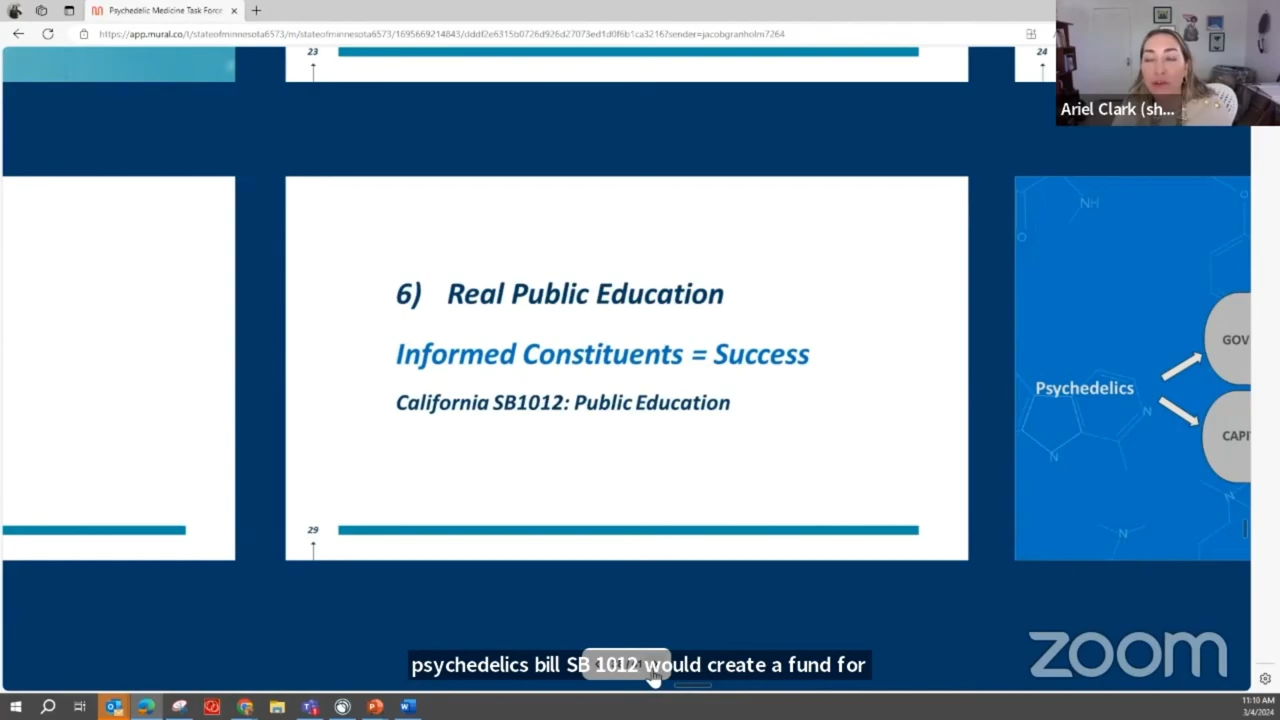 Psychedelic Medicine Task Force
https://app.mural.co/t/stateofminnesota6573/m/stateofminnesota6573/1695669214843/dddf2e6315b0726d926d27073ed1d0f6b1ca3216?sender=jacobgranholm7264
Ariel Clark (sh...
23
24
6) Real Public Education
Informed Constituents = Success
California SB1012: Public Education
29
NH
O
O
GOV
Psychedelics
N
CAPI
N
N
N
psychedelics bill SB 1012 would create a fund for
zoom
11:10 AM
3/4/2024